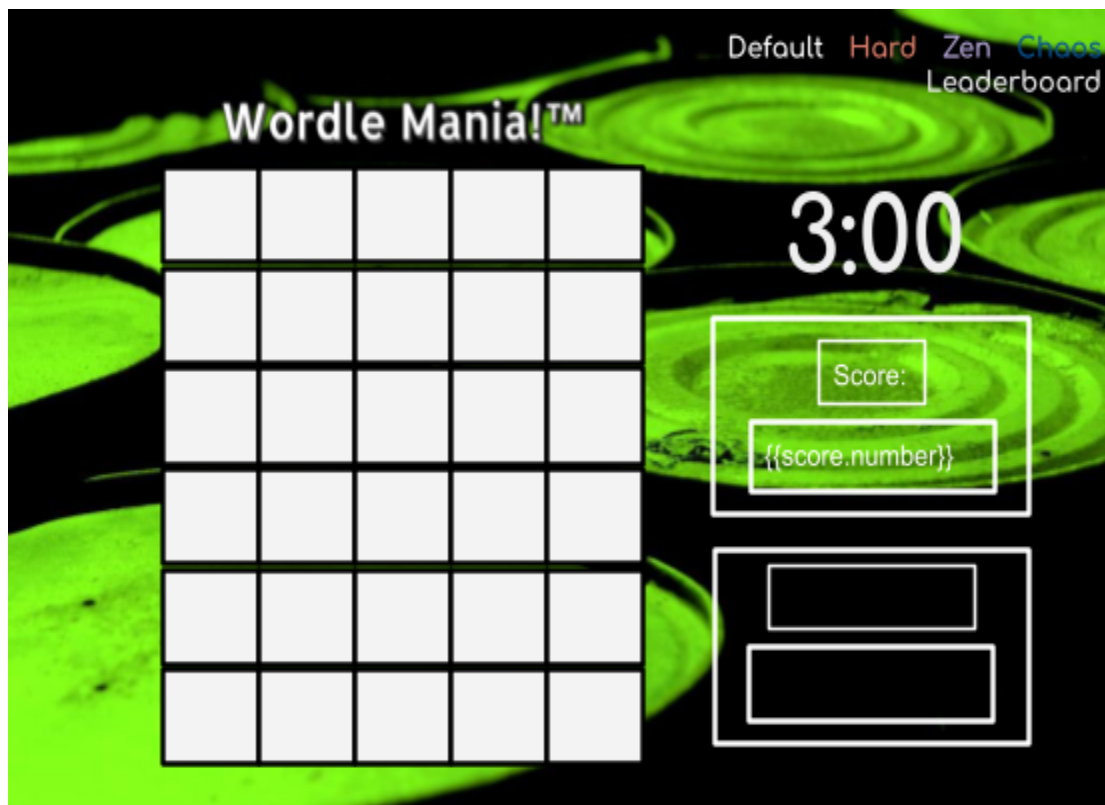 Default Hard Zen Chaos
Leaderboard
Wordle Mania!™
3:00
Score:
{{score.number}}